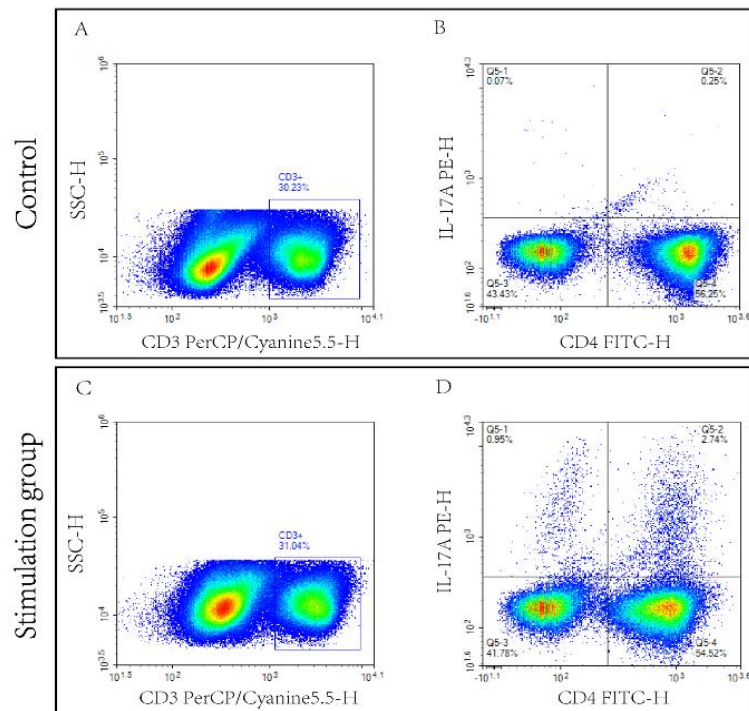 Control
A
SSC-H
10^6
10^5
10^4
10^3.5
CD3+
30.23%
10^1.5
10^2
10^3
10^4.1
CD3 PerCP/Cyanine5.5-H
B
IL-17A PE-H
10^4.3
10^3
10^2
10^1.6
Q5-1
0.07%
Q5-2
0.25%
Q5-3
43.43%
Q5-4
56.25%
-10^1.1
10^2
10^3
10^3.6
CD4 FITC-H
Stimulation group
C
SSC-H
10^6
10^5
10^4
10^3.5
CD3+
31.04%
10^1.5
10^2
10^3
10^4.1
CD3 PerCP/Cyanine5.5-H
D
IL-17A PE-H
10^4.3
10^3
10^2
10^1.6
Q5-1
0.95%
Q5-2
2.74%
Q5-3
41.78%
Q5-4
54.52%
-10^1.1
10^2
10^3
10^3.6
CD4 FITC-H